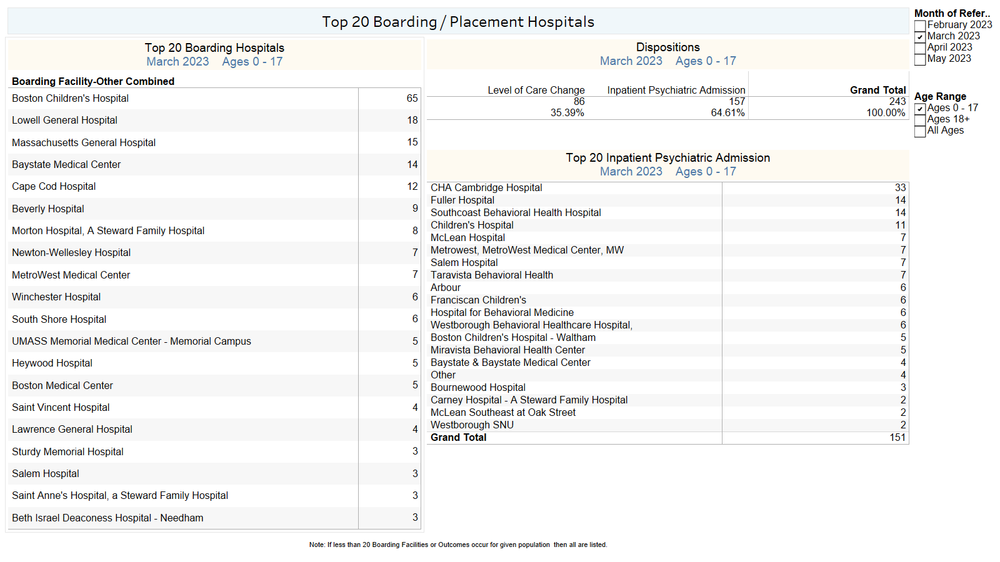 Top 20 Boarding / Placement Hospitals
Top 20 Boarding Hospitals
March 2023 Ages 0 - 17
Boarding Facility-Other Combined
Boston Children's Hospital 65
Lowell General Hospital 18
Massachusetts General Hospital 15
Baystate Medical Center 14
Cape Cod Hospital 12
Beverly Hospital 9
Morton Hospital, A Steward Family Hospital 8
Newton-Wellesley Hospital 7
MetroWest Medical Center 7
Winchester Hospital 6
South Shore Hospital 6
UMASS Memorial Medical Center - Memorial Campus 5
Heywood Hospital 5
Boston Medical Center 5
Saint Vincent Hospital 4
Lawrence General Hospital 4
Sturdy Memorial Hospital 3
Salem Hospital 3
Saint Anne's Hospital, a Steward Family Hospital 3
Beth Israel Deaconess Hospital - Needham 3
Dispositions
March 2023 Ages 0 - 17
Level of Care Change Inpatient Psychiatric Admission Grand Total
86 157 243
35.39% 64.61% 100.00%
Top 20 Inpatient Psychiatric Admission
March 2023 Ages 0 - 17
CHA Cambridge Hospital 33
Fuller Hospital 14
Southcoast Behavioral Health Hospital 14
Children's Hospital 11
McLean Hospital 7
Metrowest, MetroWest Medical Center, MW 7
Salem Hospital 7
Taravista Behavioral Health 7
Arbour 6
Franciscan Children's 6
Hospital for Behavioral Medicine 6
Westborough Behavioral Healthcare Hospital, 6
Boston Children's Hospital - Waltham 5
Miravista Behavioral Health Center 5
Baystate & Baystate Medical Center 4
Other 4
Bournewood Hospital 3
Carney Hospital - A Steward Family Hospital 2
McLean Southeast at Oak Street 2
Westborough SNU 2
Grand Total 151
Month of Refer..
February 2023
March 2023
April 2023
May 2023
Age Range
Ages 0 - 17
Ages 18+
All Ages
Note: If less than 20 Boarding Facilities or Outcomes occur for given population then all are listed.